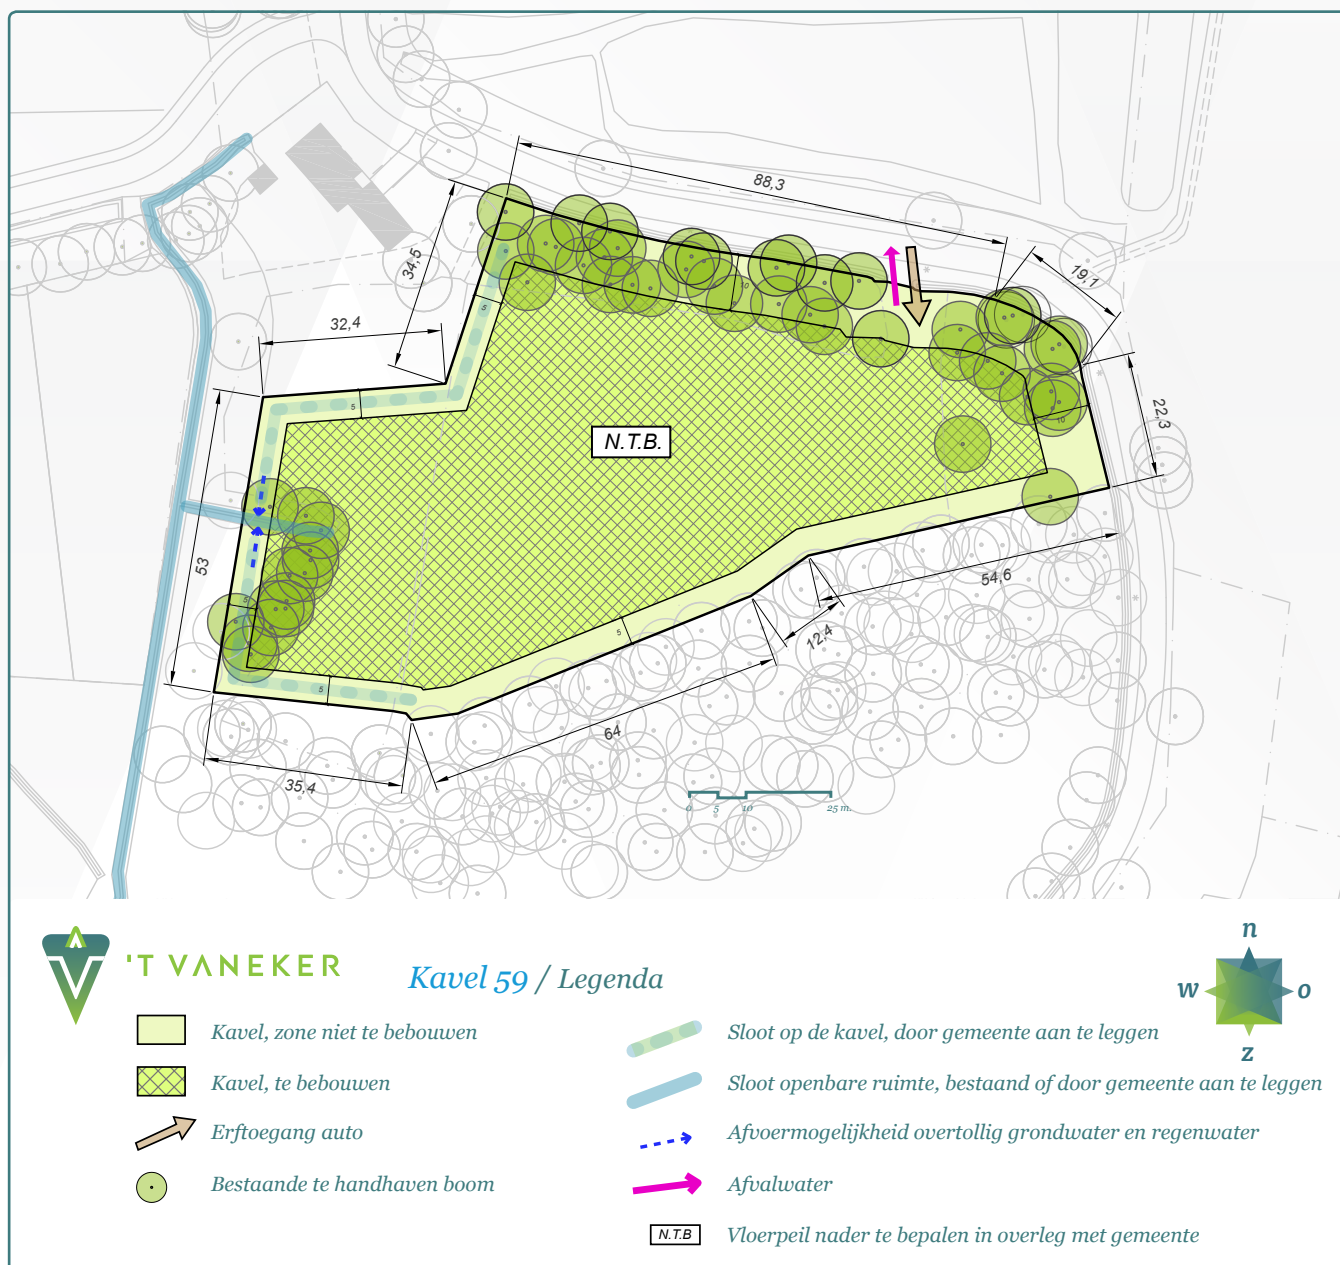 88,3
19,1
34,5
32,4
10
5
5
22,3
10
N.T.B.
53
54,6
5
5
12,4
5
64
35,4
0 5 10 25 m.
'T VANEKER
Kavel 59 / Legenda
n
w o
z
Kavel, zone niet te bebouwen
Kavel, te bebouwen
Erftoegang auto
Bestaande te handhaven boom
Sloot op de kavel, door gemeente aan te leggen
Sloot openbare ruimte, bestaand of door gemeente aan te leggen
Afvoermogelijkheid overtollig grondwater en regenwater
Afvalwater
N.T.B Vloerpeil nader te bepalen in overleg met gemeente